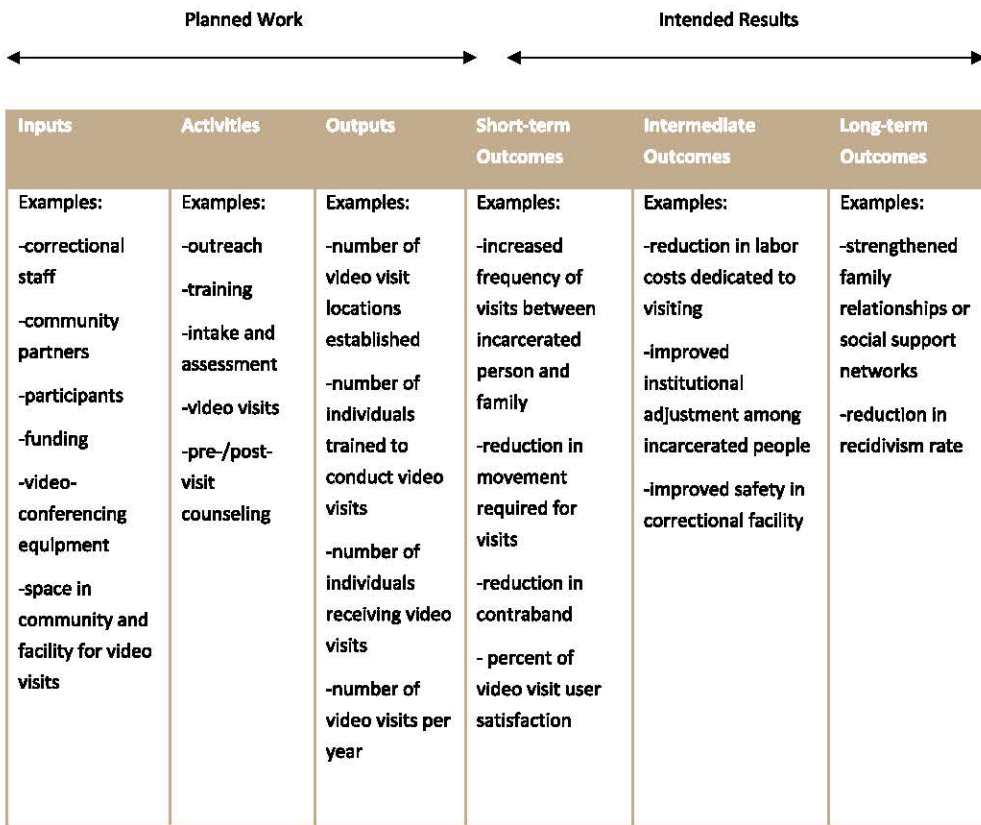 Planned Work
Intended Results
Inputs
Activities
Outputs
Short-term
Outcomes
Intermediate
Outcomes
Long-term
Outcomes
Examples:
-correctional
staff
-community
partners
-participants
-funding
-video-
conferencing
equipment
-space in
community and
facility for video
visits
Examples:
-outreach
-training
-intake and
assessment
-video visits
-pre-/post-
visit
counseling
Examples:
-number of
video visit
locations
established
-number of
individuals
trained to
conduct video
visits
-number of
individuals
receiving video
visits
-number of
video visits per
year
Examples:
-increased
frequency of
visits between
incarcerated
person and
family
-reduction in
movement
required for
visits
-reduction in
contraband
- percent of
video visit user
satisfaction
Examples:
-reduction in labor
costs dedicated to
visiting
-improved
institutional
adjustment among
incarcerated people
-improved safety in
correctional facility
Examples:
-strengthened
family
relationships or
social support
networks
-reduction in
recidivism rate